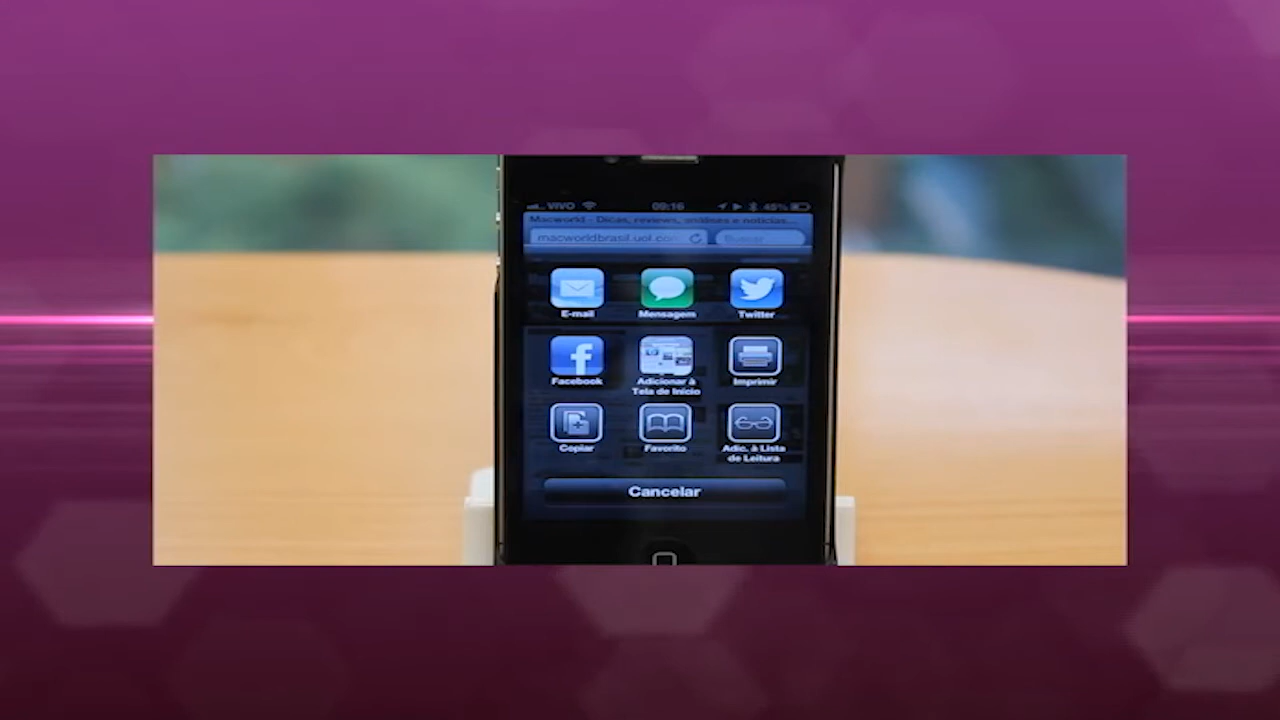 VIVO 09:16 45%
Macworld - Dicas, reviews, análises e notícias...
macworldbrasil.uol.com Buscar
E-mail Mensagem Twitter
Facebook Adicionar à Imprimir
Tela de Início
Copiar Favorito Adic. à Lista
de Leitura
Cancelar